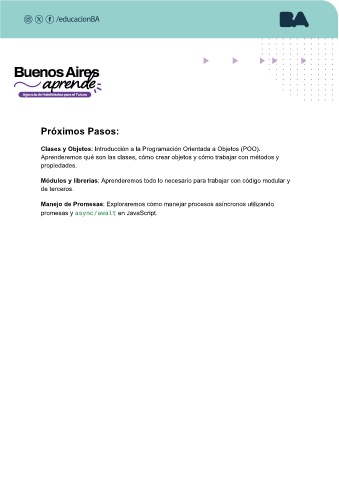 /educacionBA
BA
Buenos Aires
aprende
Agencia de Habilidades para el Futuro
Próximos Pasos:
Clases y Objetos: Introducción a la Programación Orientada a Objetos (POO).
Aprenderemos qué son las clases, cómo crear objetos y cómo trabajar con métodos y
propiedades.
Módulos y librerías: Aprenderemos todo lo necesario para trabajar con código modular y
de terceros.
Manejo de Promesas: Exploraremos cómo manejar procesos asíncronos utilizando
promesas y async/await en JavaScript.